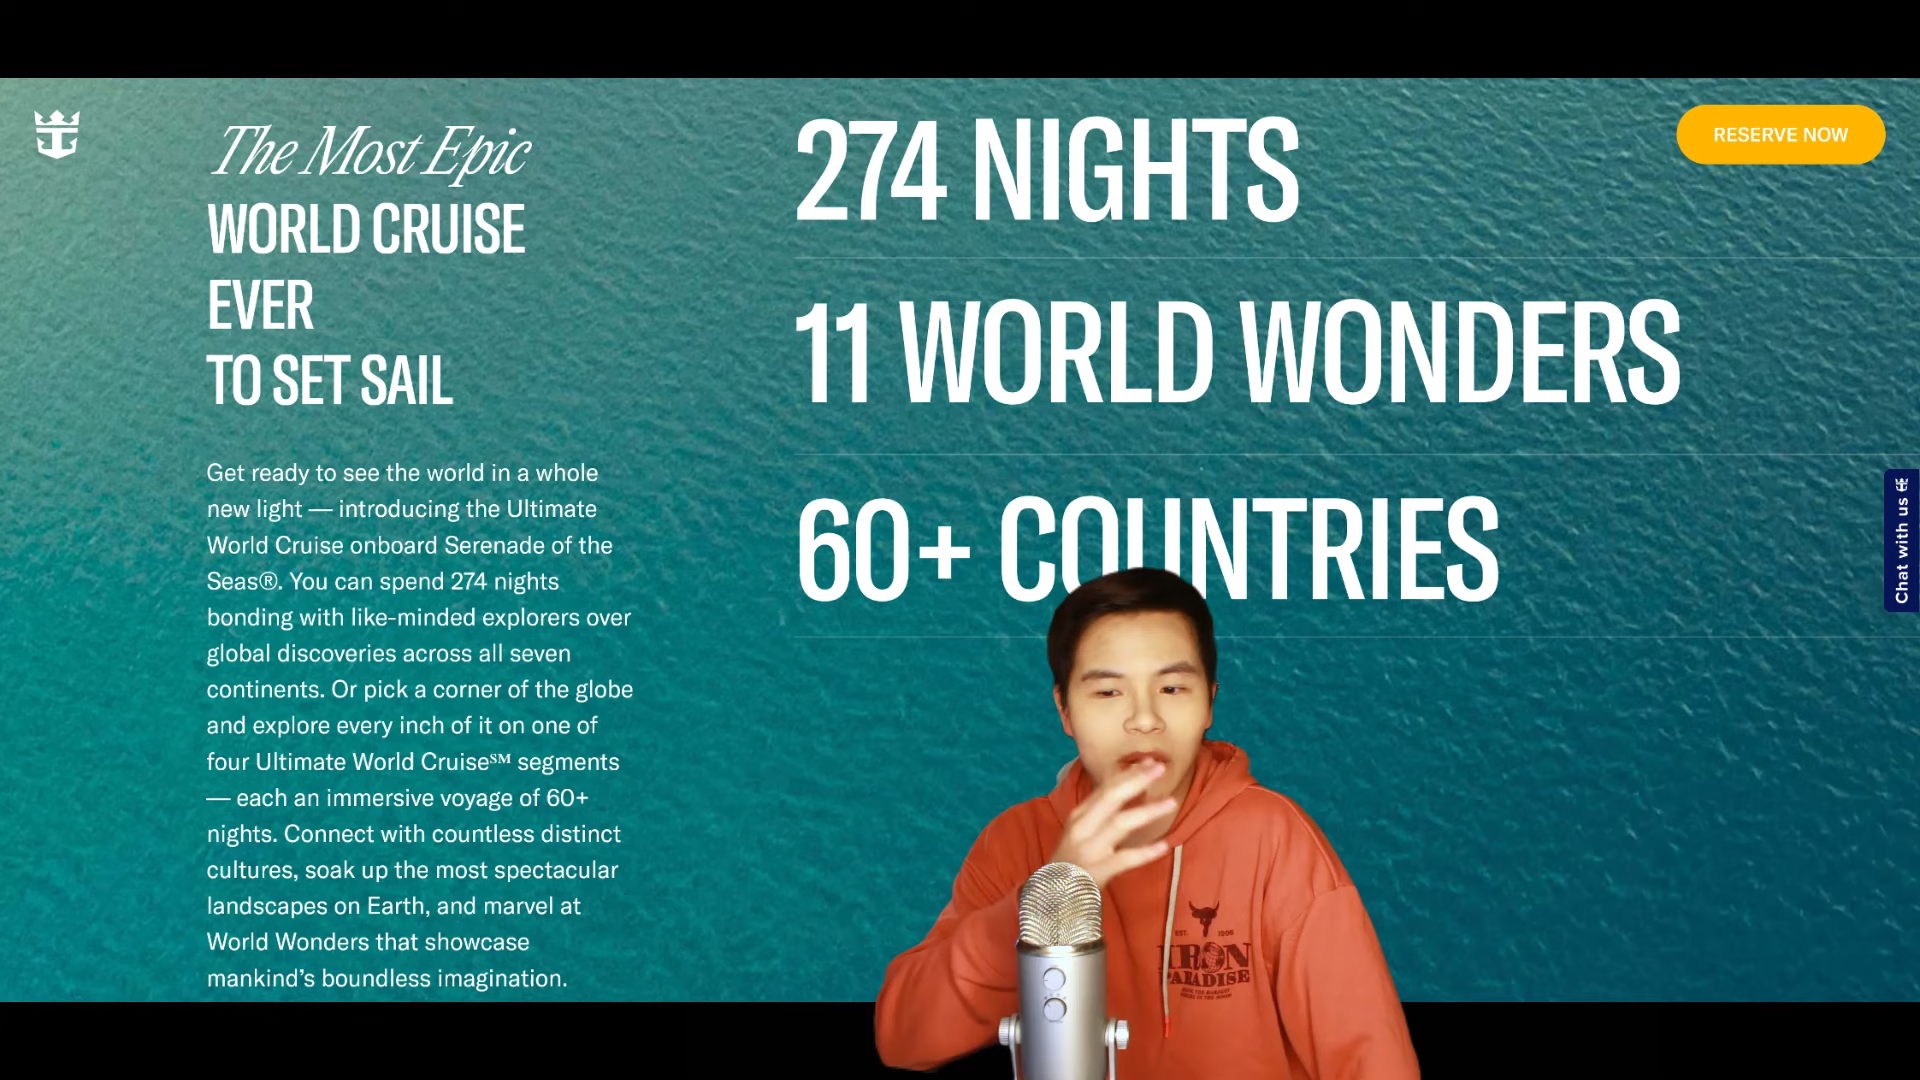 The Most Epic
WORLD CRUISE
EVER
TO SET SAIL
Get ready to see the world in a whole
new light — introducing the Ultimate
World Cruise onboard Serenade of the
Seas®. You can spend 274 nights
bonding with like-minded explorers over
global discoveries across all seven
continents. Or pick a corner of the globe
and explore every inch of it on one of
four Ultimate World Cruise℠ segments
— each an immersive voyage of 60+
nights. Connect with countless distinct
cultures, soak up the most spectacular
landscapes on Earth, and marvel at
World Wonders that showcase
mankind’s boundless imagination.
274 NIGHTS
11 WORLD WONDERS
60+ COUNTRIES
RESERVE NOW
Chat with us
EST. 1996
IRON
PARADISE